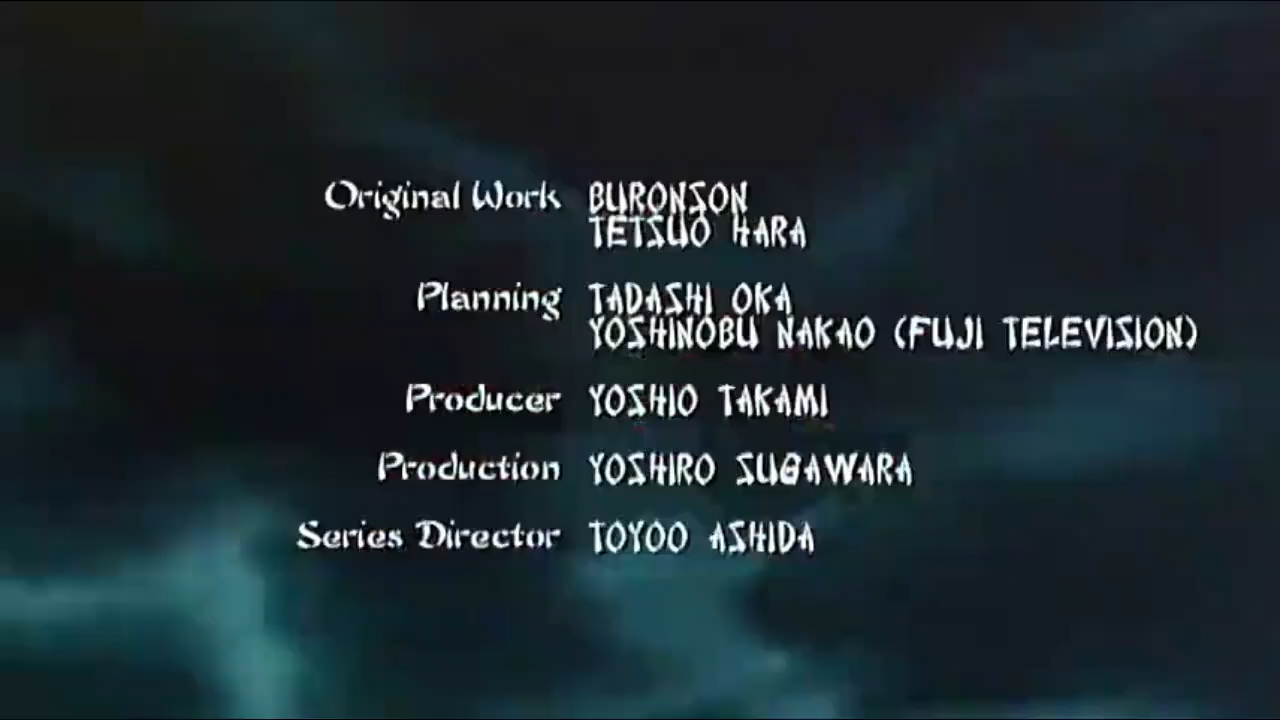 Original Work BURONSON
TETSUO HARA
Planning TADASHI OKA
YOSHINOBU NAKAO (FUJI TELEVISION)
Producer YOSHIO TAKAMI
Production YOSHIRO SUGAWARA
Series Director TOYOO ASHIDA